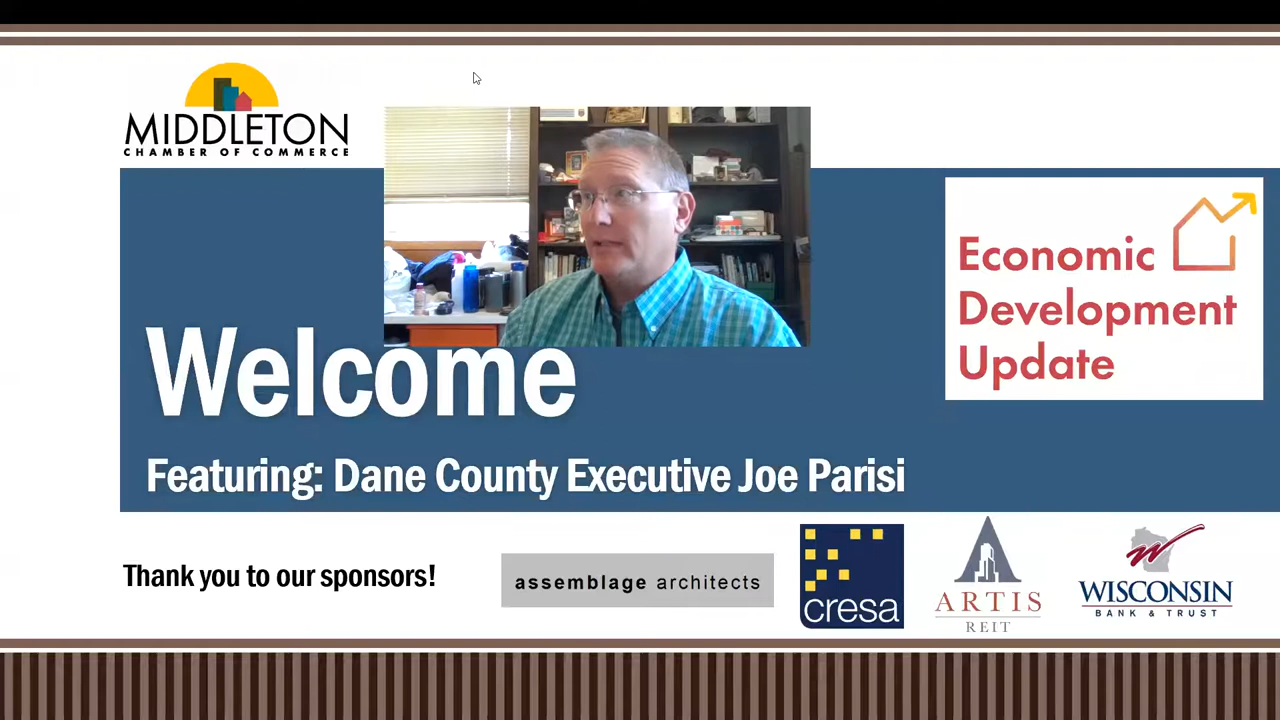 MIDDLETON
CHAMBER OF COMMERCE
Economic
Development
Update
Welcome
Featuring: Dane County Executive Joe Parisi
Thank you to our sponsors!
assemblage architects
cresa
ARTIS
REIT
WISCONSIN
BANK & TRUST